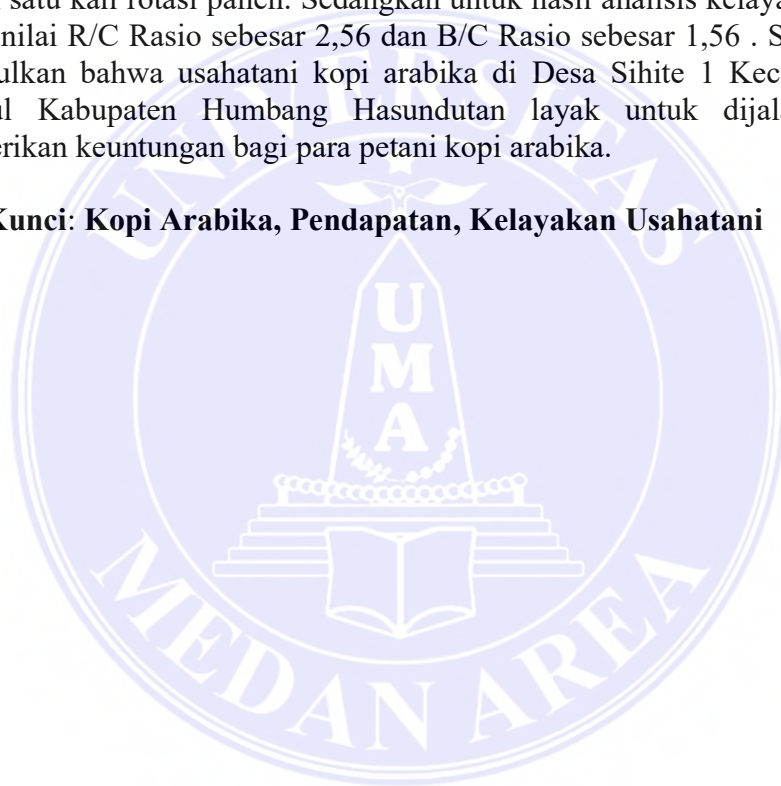 satu kali rotasi panen. Sedangkan untuk hasil analisis
nilai R/C Rasio sebesar 2,56 dan B/C Rasio sebesar 1,56 . S
ulkan bahwa usahatani kopi arabika di Desa Sihite 1 Kec
ul Kabupaten Humbang Hasundutan layak untuk dijal
erikan keuntungan bagi para petani kopi arabika.
Kunci: Kopi Arabika, Pendapatan, Kelayakan Usahatani
UNIVERSITAS
U
M
A
MEDAN AREA